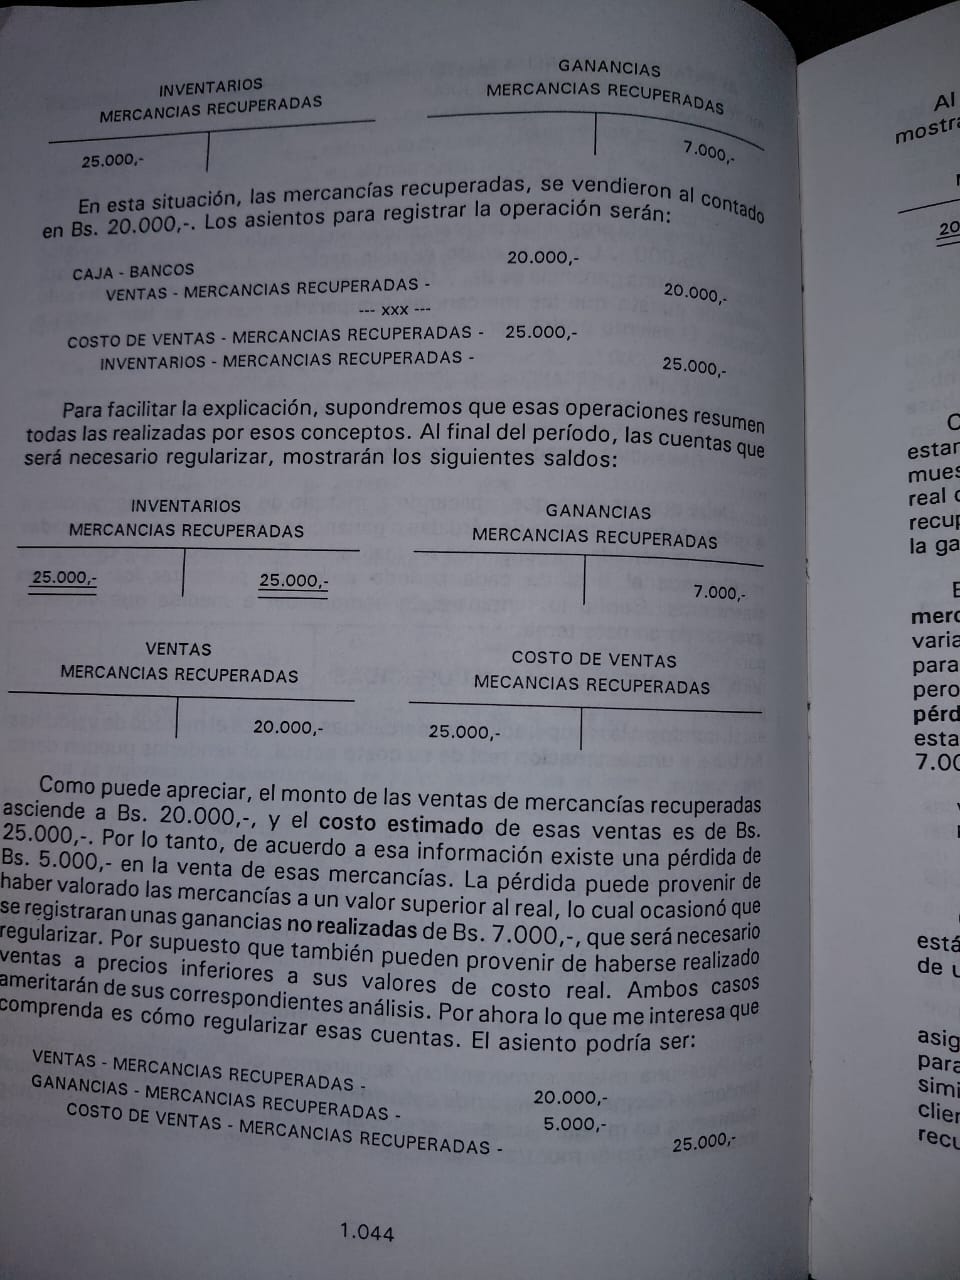 INVENTARIOS
MERCANCIAS RECUPERADAS
25.000,-
GANANCIAS
MERCANCIAS RECUPERADAS
7.000,-
En esta situación, las mercancías recuperadas, se vendieron al contado
en Bs. 20.000,-. Los asientos para registrar la operación serán:
CAJA - BANCOS 20.000,-
VENTAS - MERCANCIAS RECUPERADAS - 20.000,-
--- xxx ---
COSTO DE VENTAS - MERCANCIAS RECUPERADAS - 25.000,-
INVENTARIOS - MERCANCIAS RECUPERADAS - 25.000,-
Para facilitar la explicación, supondremos que esas operaciones resumen
todas las realizadas por esos conceptos. Al final del período, las cuentas que
será necesario regularizar, mostrarán los siguientes saldos:
INVENTARIOS
MERCANCIAS RECUPERADAS
25.000,- 25.000,-
GANANCIAS
MERCANCIAS RECUPERADAS
7.000,-
VENTAS
MERCANCIAS RECUPERADAS
20.000,-
COSTO DE VENTAS
MECANCIAS RECUPERADAS
25.000,-
Como puede apreciar, el monto de las ventas de mercancías recuperadas
asciende a Bs. 20.000,-, y el costo estimado de esas ventas es de Bs.
25.000,-. Por lo tanto, de acuerdo a esa información existe una pérdida de
Bs. 5.000,- en la venta de esas mercancías. La pérdida puede provenir de
haber valorado las mercancías a un valor superior al real, lo cual ocasionó que
se registraran unas ganancias no realizadas de Bs. 7.000,-, que será necesario
regularizar. Por supuesto que también pueden provenir de haberse realizado
ventas a precios inferiores a sus valores de costo real. Ambos casos
ameritarán de sus correspondientes análisis. Por ahora lo que me interesa que
comprenda es cómo regularizar esas cuentas. El asiento podría ser:
VENTAS - MERCANCIAS RECUPERADAS - 20.000,-
GANANCIAS - MERCANCIAS RECUPERADAS - 5.000,-
COSTO DE VENTAS - MERCANCIAS RECUPERADAS - 25.000,-
1.044
Al
mostra
20
estar
mues
real
recup
la ga
merc
varia
para
pero
pérd
esta
7.00
está
de
asig
para
simi
clier
recu